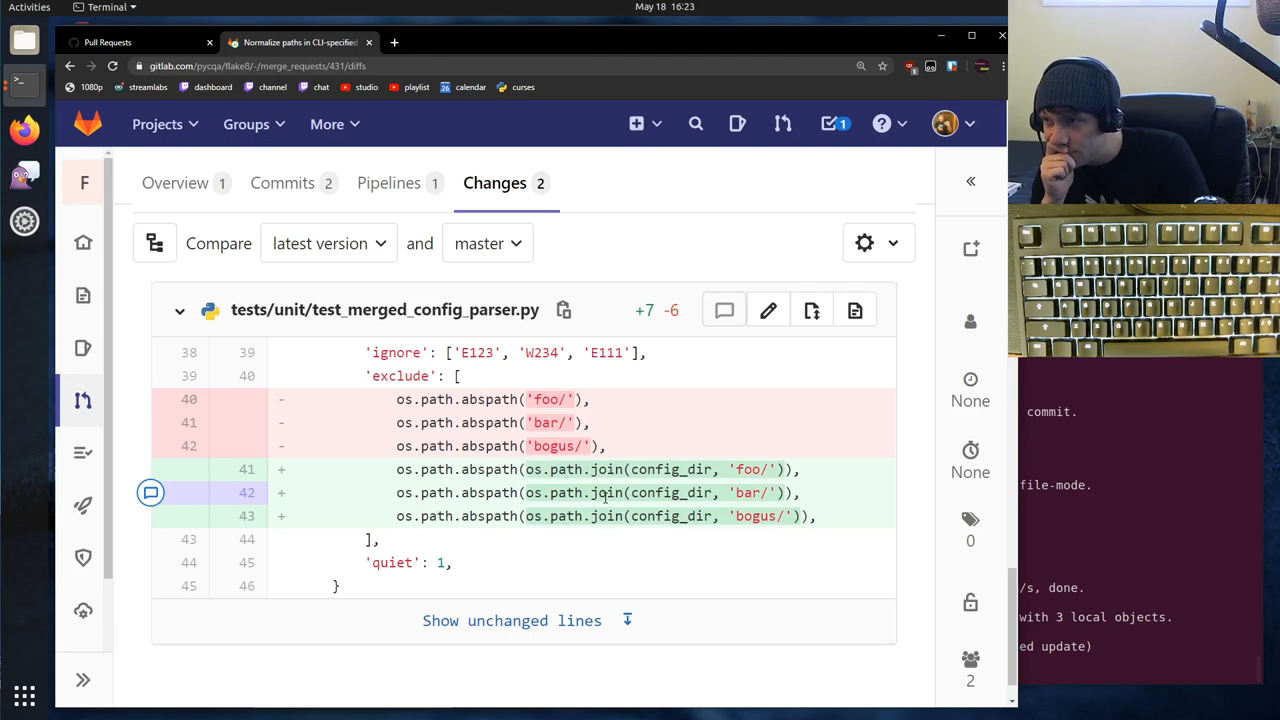 Activities
Terminal
May 18 16:23
Pull Requests
Normalize paths in CLI-specified
gitlab.com/pycqa/flake8/-/merge_requests/431/diffs
1080p
streamlabs
dashboard
channel
chat
studio
playlist
calendar
curses
Projects
Groups
More
1
F
Overview 1
Commits 2
Pipelines 1
Changes 2
Compare
latest version
and
master
tests/unit/test_merged_config_parser.py
+7 -6
38 39 'ignore': ['E123', 'W234', 'E111'],
39 40 'exclude': [
40 - os.path.abspath('foo/'),
41 - os.path.abspath('bar/'),
42 - os.path.abspath('bogus/'),
41 + os.path.abspath(os.path.join(config_dir, 'foo/')),
42 + os.path.abspath(os.path.join(config_dir, 'bar/')),
43 + os.path.abspath(os.path.join(config_dir, 'bogus/')),
43 44 ],
44 45 'quiet': 1,
45 46 }
Show unchanged lines
None
None
0
2
commit.
file-mode.
/s, done.
with 3 local objects.
ed update)